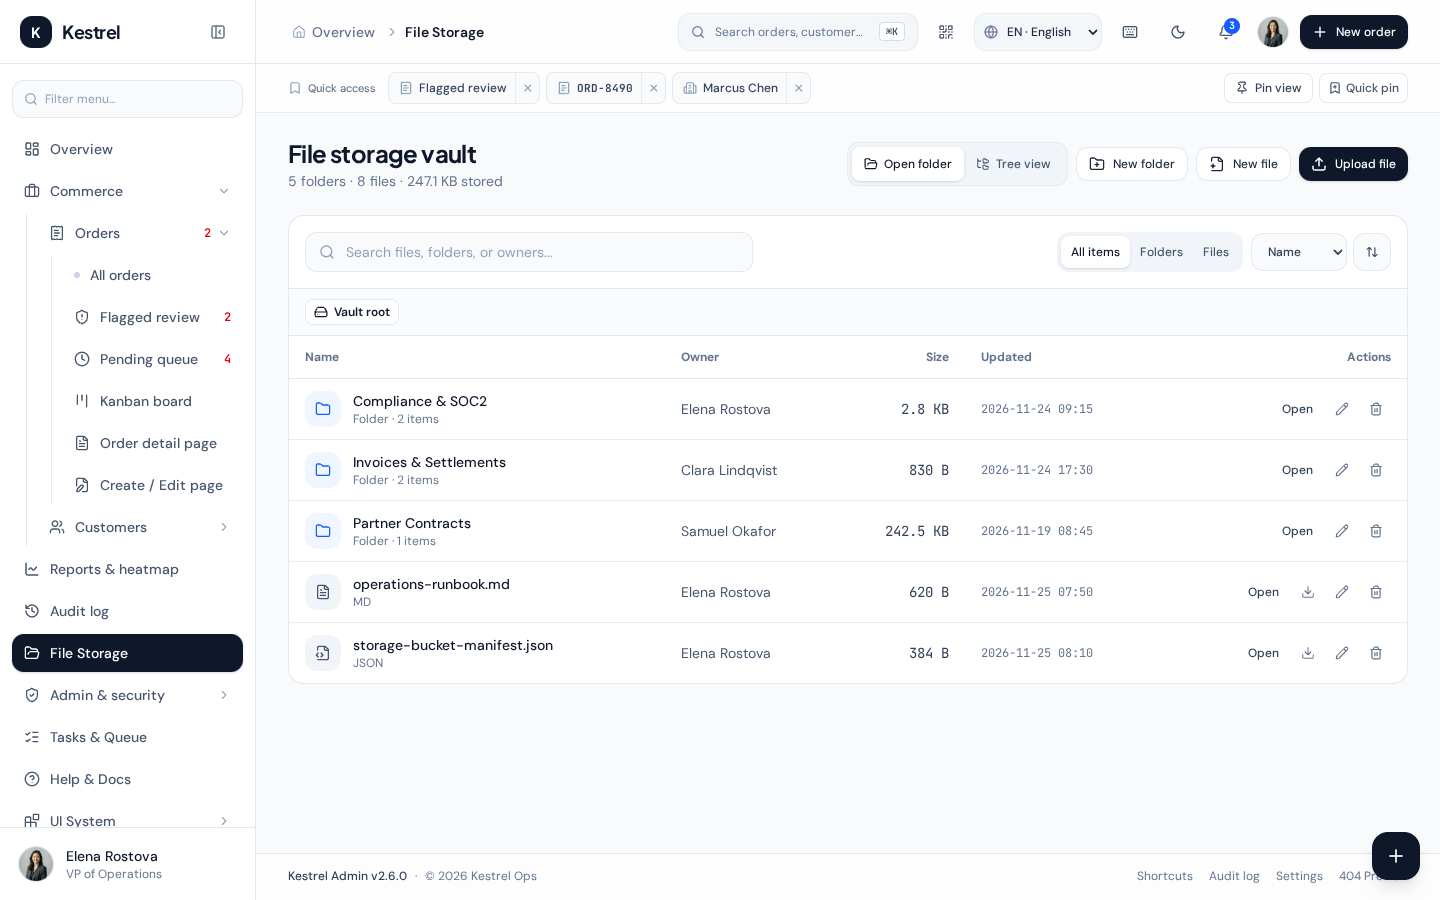 K Kestrel
Overview > File Storage
Search orders, customer... ⌘K
EN · English
3
New order
Filter menu...
Quick access
Flagged review ×
ORD-8490 ×
Marcus Chen ×
Pin view
Quick pin
Overview
Commerce
Orders 2
All orders
Flagged review 2
Pending queue 4
Kanban board
Order detail page
Create / Edit page
Customers
Reports & heatmap
Audit log
File Storage
Admin & security
Tasks & Queue
Help & Docs
UI System
Elena Rostova
VP of Operations
File storage vault
5 folders · 8 files · 247.1 KB stored
Open folder
Tree view
New folder
New file
Upload file
Search files, folders, or owners...
All items
Folders
Files
Name
Vault root
Name Owner Size Updated Actions
Compliance & SOC2
Folder · 2 items
Elena Rostova 2.8 KB 2026-11-24 09:15 Open
Invoices & Settlements
Folder · 2 items
Clara Lindqvist 830 B 2026-11-24 17:30 Open
Partner Contracts
Folder · 1 items
Samuel Okafor 242.5 KB 2026-11-19 08:45 Open
operations-runbook.md
MD
Elena Rostova 620 B 2026-11-25 07:50 Open
storage-bucket-manifest.json
JSON
Elena Rostova 384 B 2026-11-25 08:10 Open
Kestrel Admin v2.6.0 · © 2026 Kestrel Ops
Shortcuts Audit log Settings 404